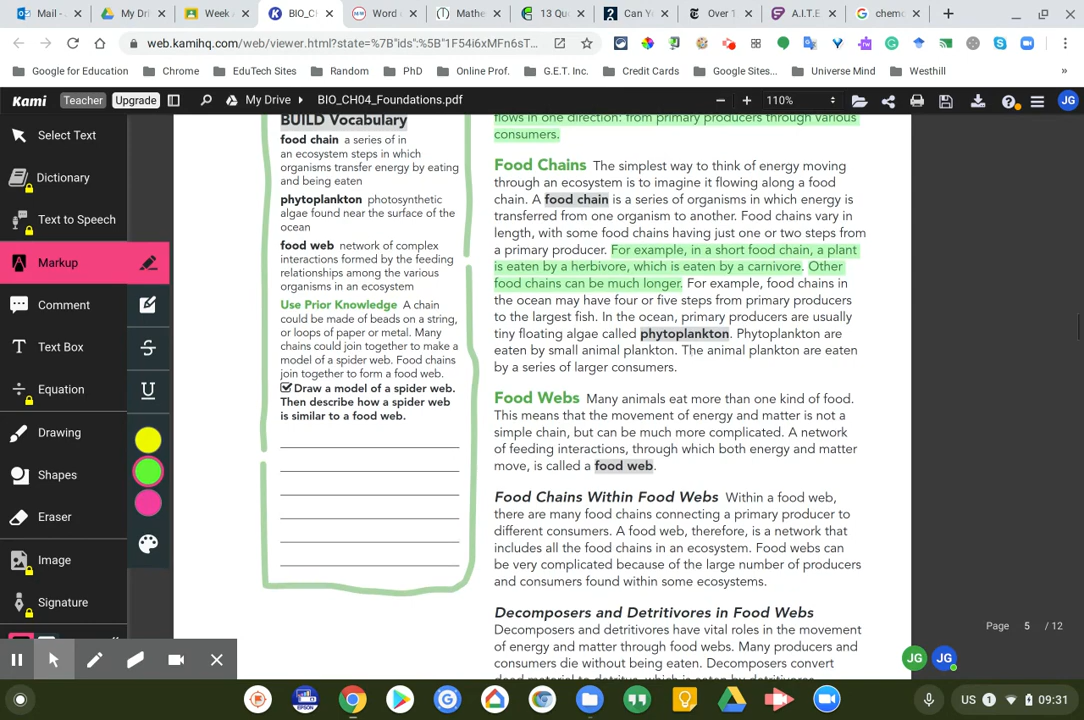 Mail -
My Dri
Week
BIO_CH
Word
Mathe
13 Qu
Can Y
Over 1
A.I.T.E
chemo
web.kamihq.com/web/viewer.html?state=%7B"ids"%3A%5B"1F54i6xMFn6sT...
Google for Education
Chrome
EduTech Sites
Random
PhD
Online Prof.
G.E.T. Inc.
Credit Cards
Google Sites...
Universe Mind
Westhill
»
Kami
Teacher
Upgrade
My Drive
BIO_CH04_Foundations.pdf
110%
JG
Select Text
Dictionary
Text to Speech
Markup
Comment
Text Box
Equation
Drawing
Shapes
Eraser
Image
Signature
BUILD Vocabulary
food chain a series of in
an ecosystem steps in which
organisms transfer energy by eating
and being eaten
phytoplankton photosynthetic
algae found near the surface of the
ocean
food web network of complex
interactions formed by the feeding
relationships among the various
organisms in an ecosystem
Use Prior Knowledge A chain
could be made of beads on a string,
or loops of paper or metal. Many
chains could join together to make a
model of a spider web. Food chains
join together to form a food web.
Draw a model of a spider web.
Then describe how a spider web
is similar to a food web.
flows in one direction: from primary producers through various
consumers.
Food Chains The simplest way to think of energy moving
through an ecosystem is to imagine it flowing along a food
chain. A food chain is a series of organisms in which energy is
transferred from one organism to another. Food chains vary in
length, with some food chains having just one or two steps from
a primary producer. For example, in a short food chain, a plant
is eaten by a herbivore, which is eaten by a carnivore. Other
food chains can be much longer. For example, food chains in
the ocean may have four or five steps from primary producers
to the largest fish. In the ocean, primary producers are usually
tiny floating algae called phytoplankton. Phytoplankton are
eaten by small animal plankton. The animal plankton are eaten
by a series of larger consumers.
Food Webs Many animals eat more than one kind of food.
This means that the movement of energy and matter is not a
simple chain, but can be much more complicated. A network
of feeding interactions, through which both energy and matter
move, is called a food web.
Food Chains Within Food Webs Within a food web,
there are many food chains connecting a primary producer to
different consumers. A food web, therefore, is a network that
includes all the food chains in an ecosystem. Food webs can
be very complicated because of the large number of producers
and consumers found within some ecosystems.
Decomposers and Detritivores in Food Webs
Decomposers and detritivores have vital roles in the movement
of energy and matter through food webs. Many producers and
consumers die without being eaten. Decomposers convert
dead material to detritus, which is eaten by detritivores
Page 5 / 12
JG JG
EPSON
US 1 09:31